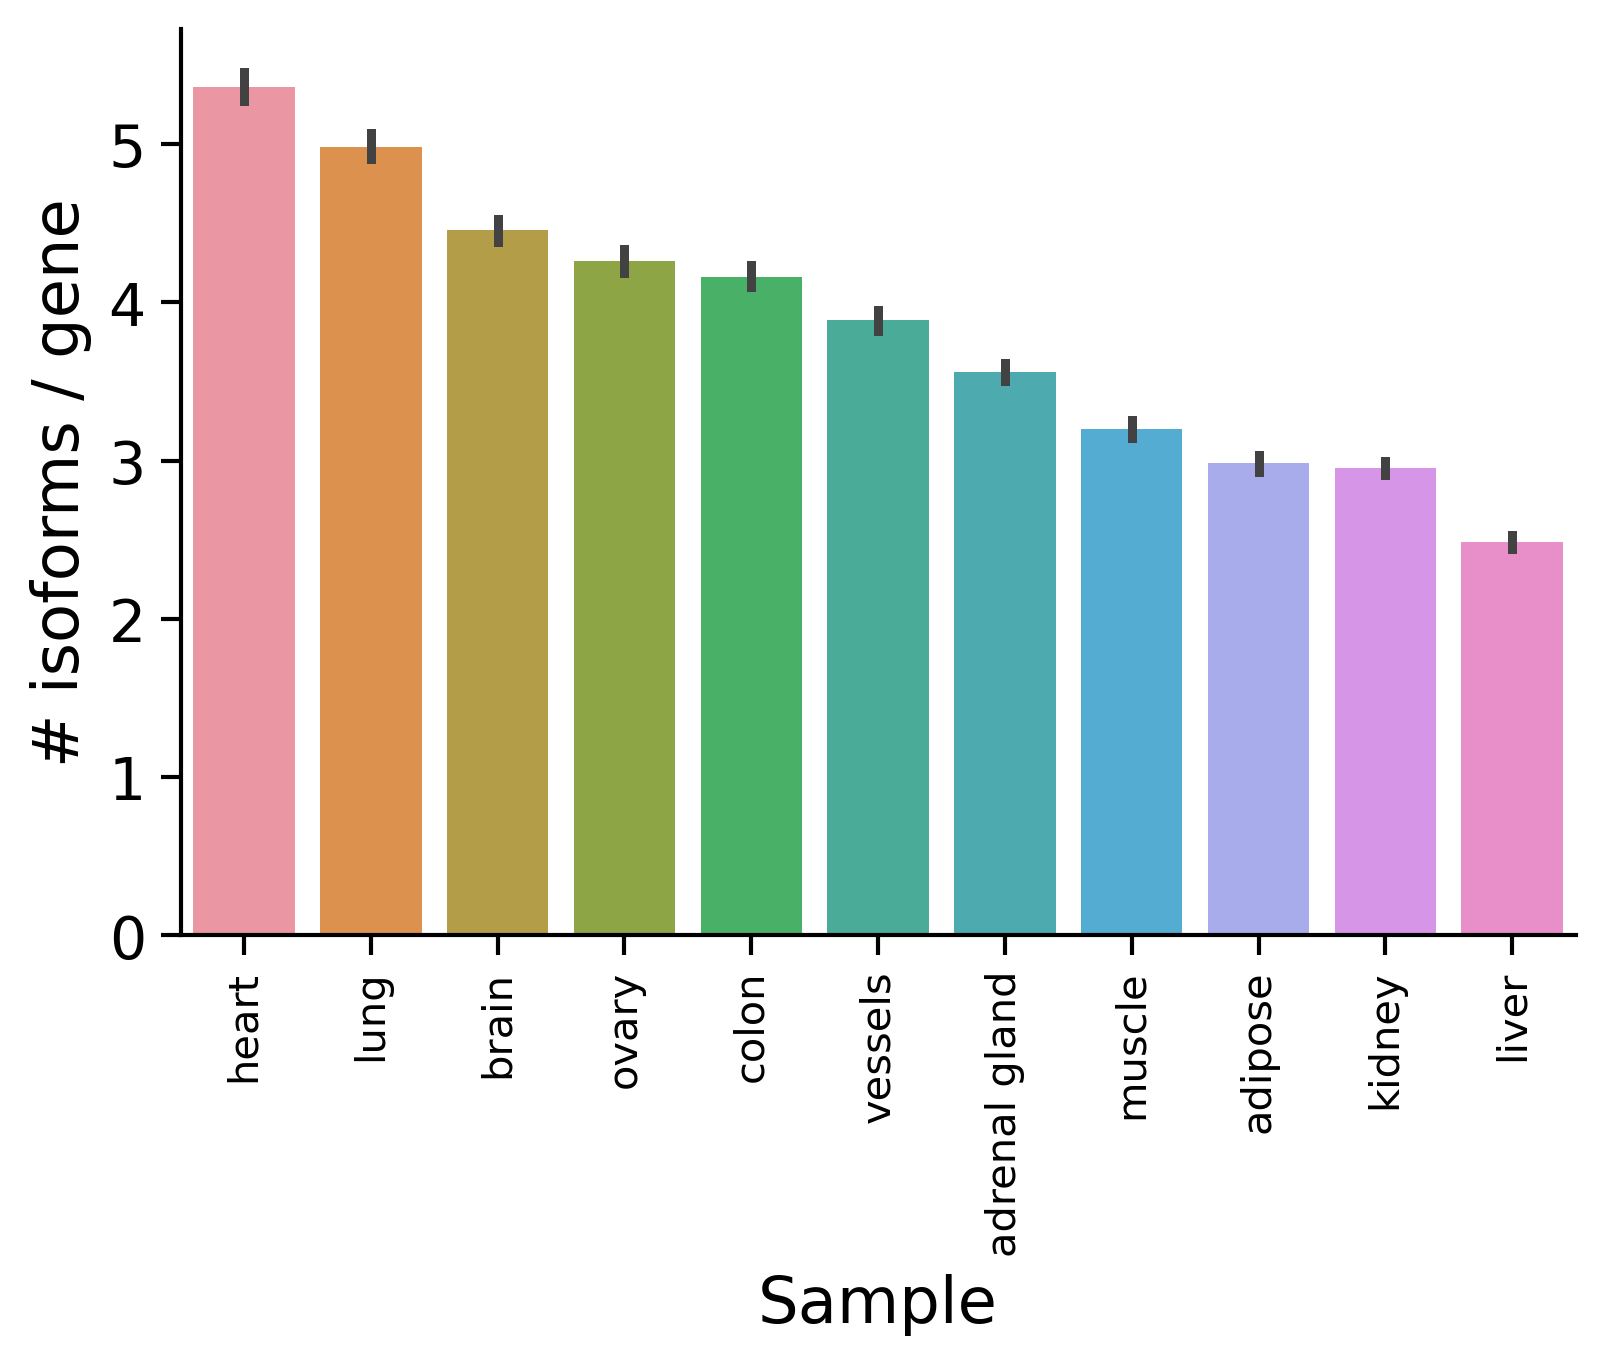 # isoforms / gene
5
4
3
2
1
0
heart
lung
brain
ovary
colon
vessels
adrenal gland
muscle
adipose
kidney
liver
Sample